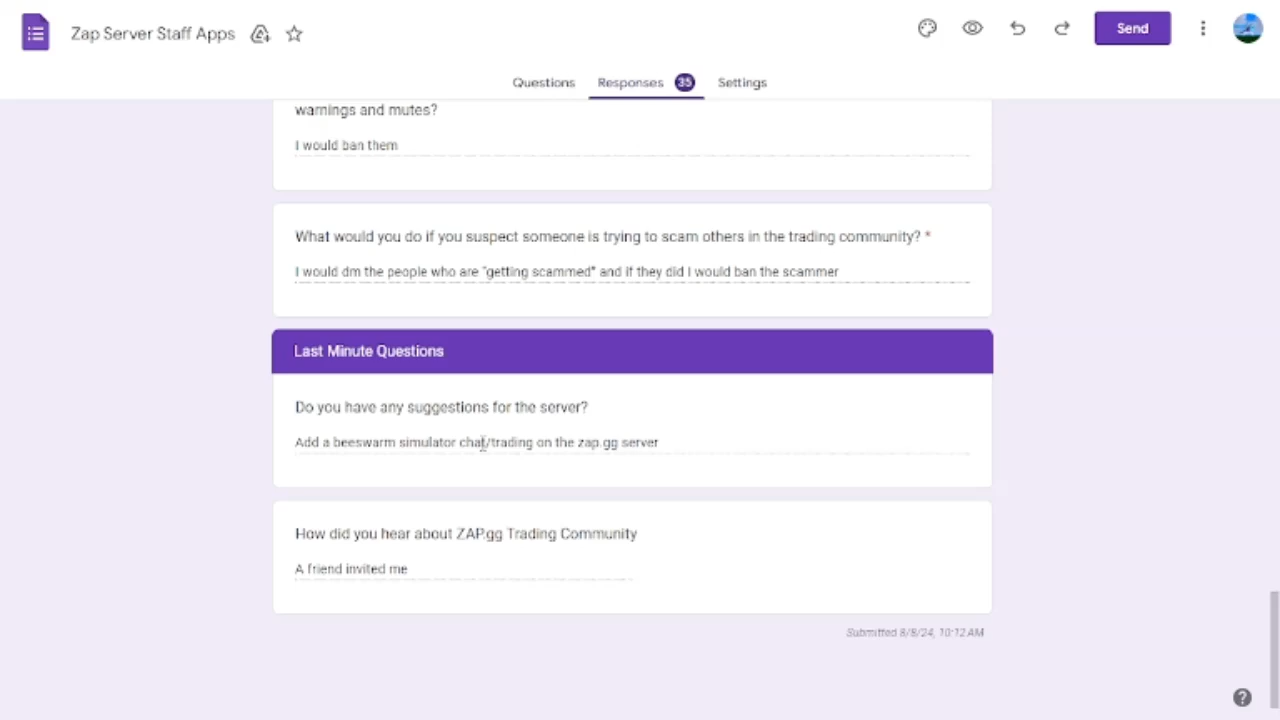 Zap Server Staff Apps
Send
Questions
Responses 35
Settings
warnings and mutes?
I would ban them
What would you do if you suspect someone is trying to scam others in the trading community? *
I would dm the people who are "getting scammed" and if they did I would ban the scammer
Last Minute Questions
Do you have any suggestions for the server?
Add a beeswarm simulator chat/trading on the zap.gg server
How did you hear about ZAP.gg Trading Community
A friend invited me
Submitted 8/8/24, 10:12 AM